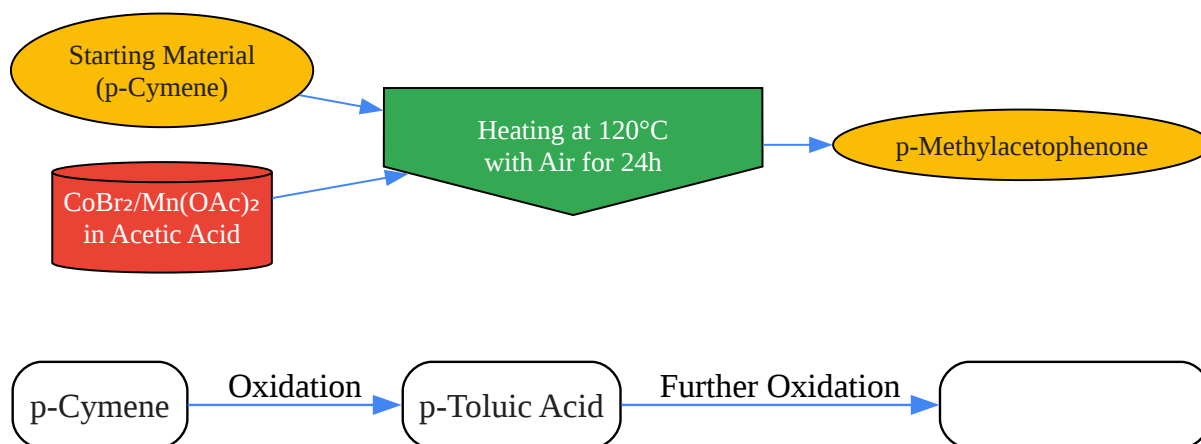 Starting Material
(p-Cymene)
CoBr₂/Mn(OAc)₂
in Acetic Acid
Heating at 120°C
with Air for 24h
p-Methylacetophenone
p-Cymene
Oxidation
p-Toluic Acid
Further Oxidation